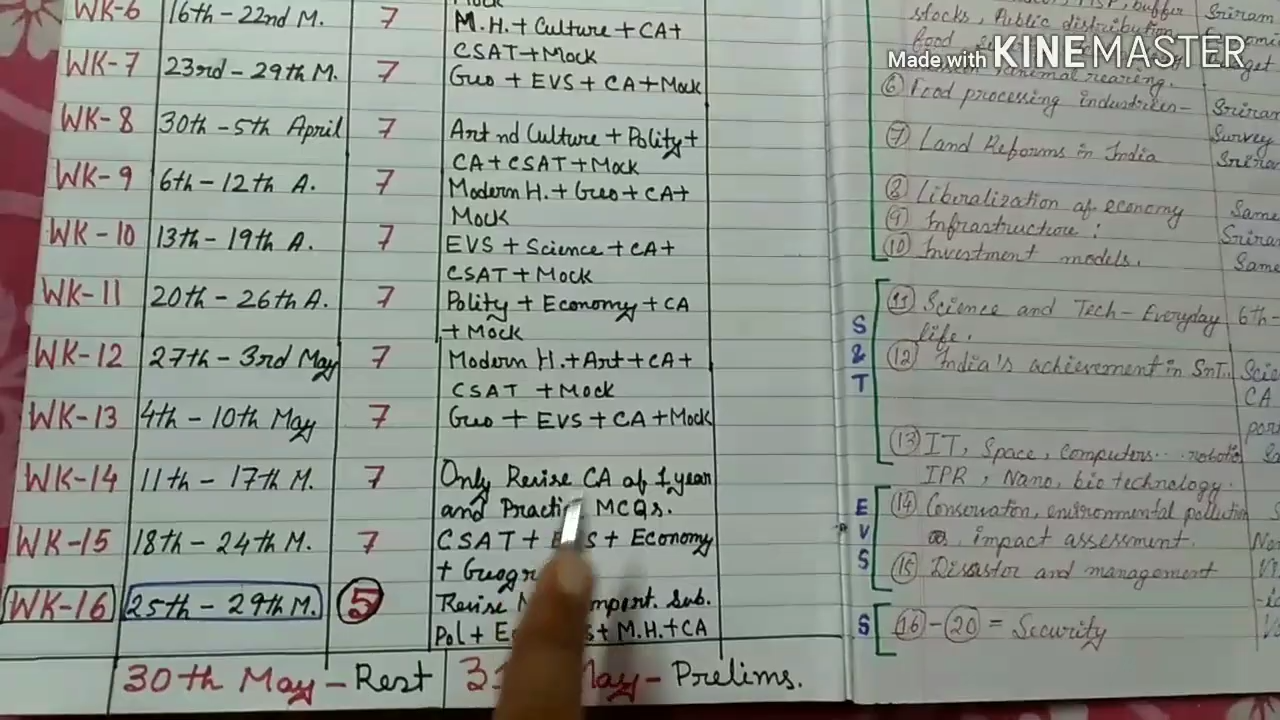 Mock
WK-6 16th-22nd M. 7 M.H.+Culture+CA+
CSAT+Mock
WK-7 23rd-29th M. 7 Geo+EVS+CA+Mock
WK-8 30th-5th April 7 Art nd Culture+Polity+
CA+CSAT+Mock
WK-9 6th-12th A. 7 Modern H.+Geo+CA+
Mock
WK-10 13th-19th A. 7 EVS+Science+CA+
CSAT+Mock
WK-11 20th-26th A. 7 Polity+Economy+CA
+Mock
WK-12 27th-3rd May 7 Modern H.+Art+CA+
CSAT+Mock
WK-13 4th-10th May 7 Geo+EVS+CA+Mock
WK-14 11th-17th M. 7 Only Revise CA of 1 year
and MCQs.
WK-15 18th-24th M. 7 CSAT+ + Economy
+
WK-16 25th-29th M. 5 Revise Sub.
Pol+ +M.H.+CA
30th May-Rest May-Prelims.
Made with KINEMASTER
buffer Sriram
stocks, Public distribution
food
animal rearing.
⑥ Food processing industries-
Survey
⑦ Land Reforms in India
⑧ Liberalization of economy Same
⑨ Infrastructure:
⑩ Investment models. Same
S&T
⑪ Science and Tech-Everyday 6th-
life.
⑫ India's achievement in SnT.
CA
⑬ IT, Space, Computers...
IPR, Nano, bio technology.
EVS
⑭ Conservation, environmental pollution
impact assessment.
⑮ Disastor and management
S
⑯-⑳ = Security